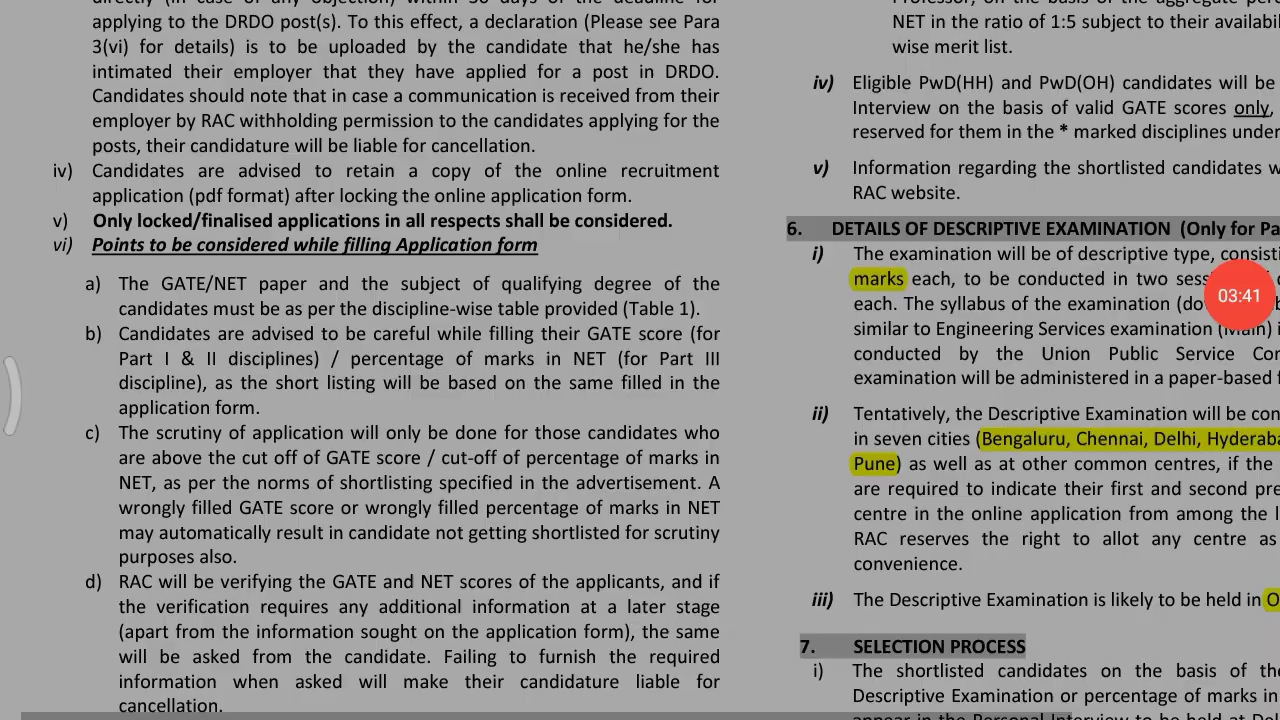 directly (in case of any objection) within 30 days of the deadline for
applying to the DRDO post(s). To this effect, a declaration (Please see Para
3(vi) for details) is to be uploaded by the candidate that he/she has
intimated their employer that they have applied for a post in DRDO.
Candidates should note that in case a communication is received from their
employer by RAC withholding permission to the candidates applying for the
posts, their candidature will be liable for cancellation.
iv) Candidates are advised to retain a copy of the online recruitment
application (pdf format) after locking the online application form.
v) Only locked/finalised applications in all respects shall be considered.
vi) Points to be considered while filling Application form
a) The GATE/NET paper and the subject of qualifying degree of the
candidates must be as per the discipline-wise table provided (Table 1).
b) Candidates are advised to be careful while filling their GATE score (for
Part I & II disciplines) / percentage of marks in NET (for Part III
discipline), as the short listing will be based on the same filled in the
application form.
c) The scrutiny of application will only be done for those candidates who
are above the cut off of GATE score / cut-off of percentage of marks in
NET, as per the norms of shortlisting specified in the advertisement. A
wrongly filled GATE score or wrongly filled percentage of marks in NET
may automatically result in candidate not getting shortlisted for scrutiny
purposes also.
d) RAC will be verifying the GATE and NET scores of the applicants, and if
the verification requires any additional information at a later stage
(apart from the information sought on the application form), the same
will be asked from the candidate. Failing to furnish the required
information when asked will make their candidature liable for
cancellation.
Professor, on the basis of the aggregate
NET in the ratio of 1:5 subject to their
wise merit list.
iv) Eligible PwD(HH) and PwD(OH) candidates will be
Interview on the basis of valid GATE scores only,
reserved for them in the * marked disciplines under
v) Information regarding the shortlisted candidates
RAC website.
6. DETAILS OF DESCRIPTIVE EXAMINATION (Only for
i) The examination will be of descriptive type,
marks each, to be conducted in two
each. The syllabus of the examination
similar to Engineering Services examination (Main)
conducted by the Union Public Service
examination will be administered in a paper-based
ii) Tentatively, the Descriptive Examination will be
in seven cities (Bengaluru, Chennai, Delhi,
Pune) as well as at other common centres, if the
are required to indicate their first and second
centre in the online application from among the
RAC reserves the right to allot any centre as
convenience.
iii) The Descriptive Examination is likely to be held in
7. SELECTION PROCESS
i) The shortlisted candidates on the basis of
Descriptive Examination or percentage of marks in
appear in the Personal Interview to be held at
03:41